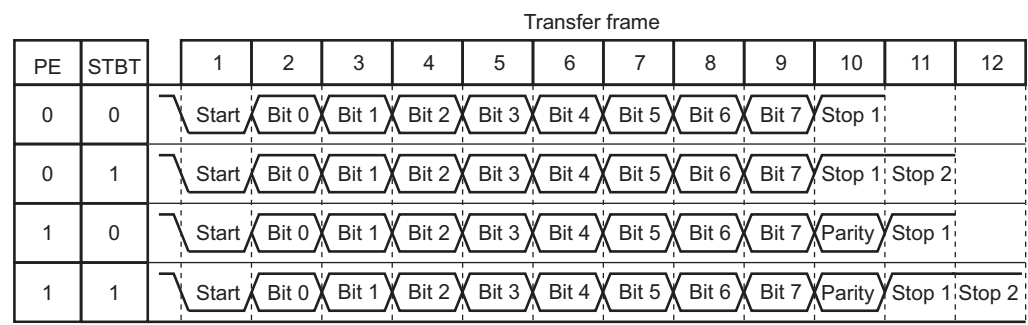 Transfer frame
PE STBT 1 2 3 4 5 6 7 8 9 10 11 12
0 0 Start Bit 0 Bit 1 Bit 2 Bit 3 Bit 4 Bit 5 Bit 6 Bit 7 Stop 1
0 1 Start Bit 0 Bit 1 Bit 2 Bit 3 Bit 4 Bit 5 Bit 6 Bit 7 Stop 1 Stop 2
1 0 Start Bit 0 Bit 1 Bit 2 Bit 3 Bit 4 Bit 5 Bit 6 Bit 7 Parity Stop 1
1 1 Start Bit 0 Bit 1 Bit 2 Bit 3 Bit 4 Bit 5 Bit 6 Bit 7 Parity Stop 1 Stop 2